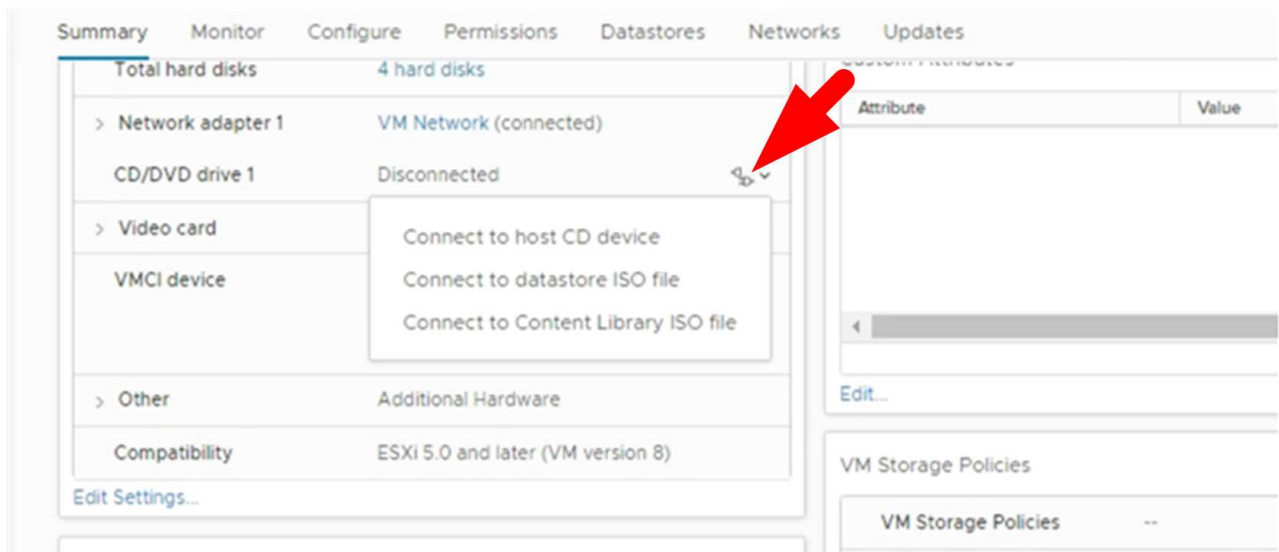 Summary Monitor Configure Permissions Datastores Networks Updates
Total hard disks 4 hard disks
Network adapter 1 VM Network (connected)
CD/DVD drive 1 Disconnected
Video card
Connect to host CD device
VMCI device
Connect to datastore ISO file
Connect to Content Library ISO file
Other Additional Hardware
Compatibility ESXi 5.0 and later (VM version 8)
Edit Settings...
Custom Attributes
Attribute Value
Edit...
VM Storage Policies
VM Storage Policies --